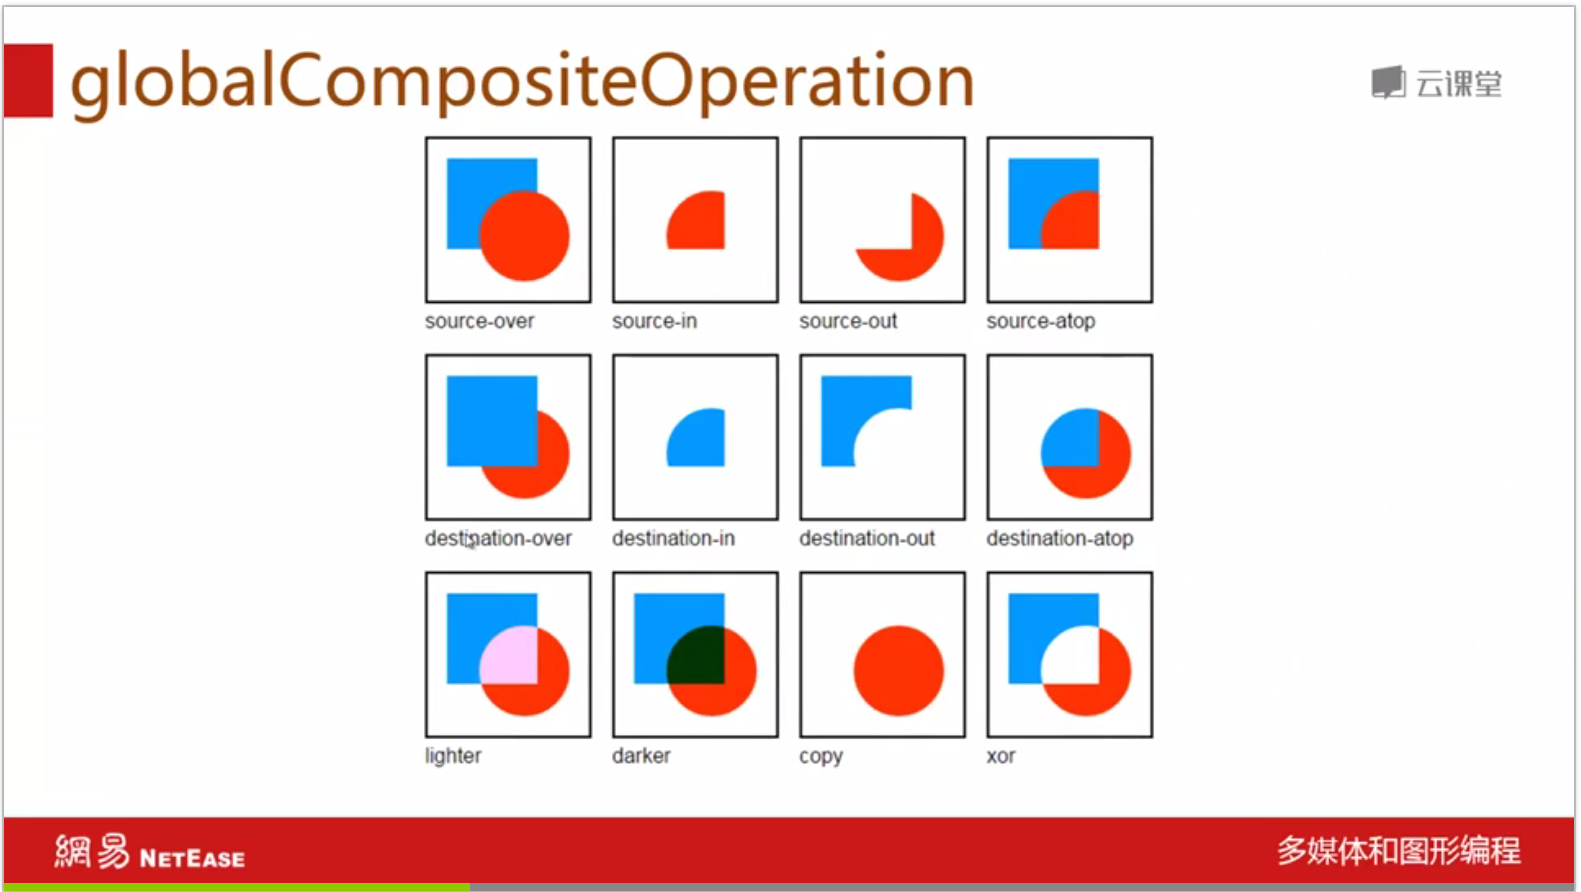 globalCompositeOperation
云课堂
source-over
source-in
source-out
source-atop
destination-over
destination-in
destination-out
destination-atop
lighter
darker
copy
xor
網易 NETEASE
多媒体和图形编程